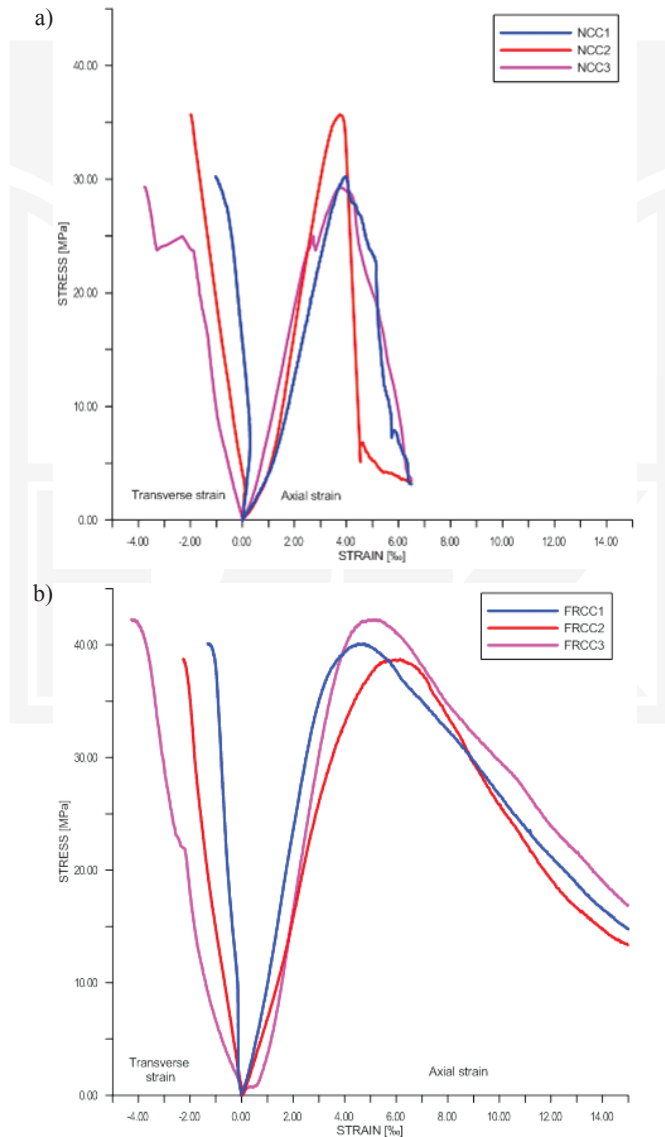 a)
NCC1
NCC2
NCC3
40.00
30.00
20.00
10.00
0.00
STRESS [MPa]
Transverse strain
Axial strain
-4.00 -2.00 0.00 2.00 4.00 6.00 8.00 10.00 12.00 14.00
STRAIN [‰]
b)
FRCC1
FRCC2
FRCC3
40.00
30.00
20.00
10.00
0.00
STRESS [MPa]
Transverse
strain
Axial strain
-4.00 -2.00 0.00 2.00 4.00 6.00 8.00 10.00 12.00 14.00
STRAIN [‰]